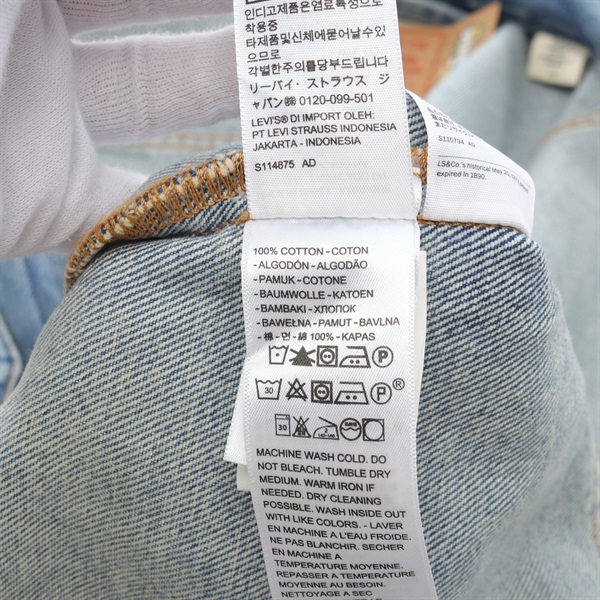 인디고제품은염료특성으로
착용중
타제품및신체에묻어날수있
으므로
각별한주의를당부드립니다
リーバイ・ストラウス ジャ
パン㈱ 0120-099-501
LEVI'S® DI IMPORT OLEH:
PT LEVI STRAUSS INDONESIA
JAKARTA - INDONESIA
S114875 AD
S110794 AD
LS&Co.'s historical May 20,
expired in 1890.
100% COTTON - COTON
- ALGODÓN - ALGODÃO
- PAMUK - COTONE
- BAUMWOLLE - KATOEN
- BAMBAKI - ХЛОПОК
- BAWEŁNA - PAMUT - BAVLNA
- 棉 - 면 - 綿 100% - KAPAS
P
30 P ®
30
MACHINE WASH COLD. DO
NOT BLEACH. TUMBLE DRY
MEDIUM. WARM IRON IF
NEEDED. DRY CLEANING
POSSIBLE. WASH INSIDE OUT
WITH LIKE COLORS. - LAVER
EN MACHINE A L'EAU FROIDE.
NE PAS BLANCHIR. SECHER
EN MACHINE A
TEMPERATURE MOYENNE.
REPASSER A TEMPERATURE
MOYENNE AU BESOIN.
NETTOYAGE A SEC